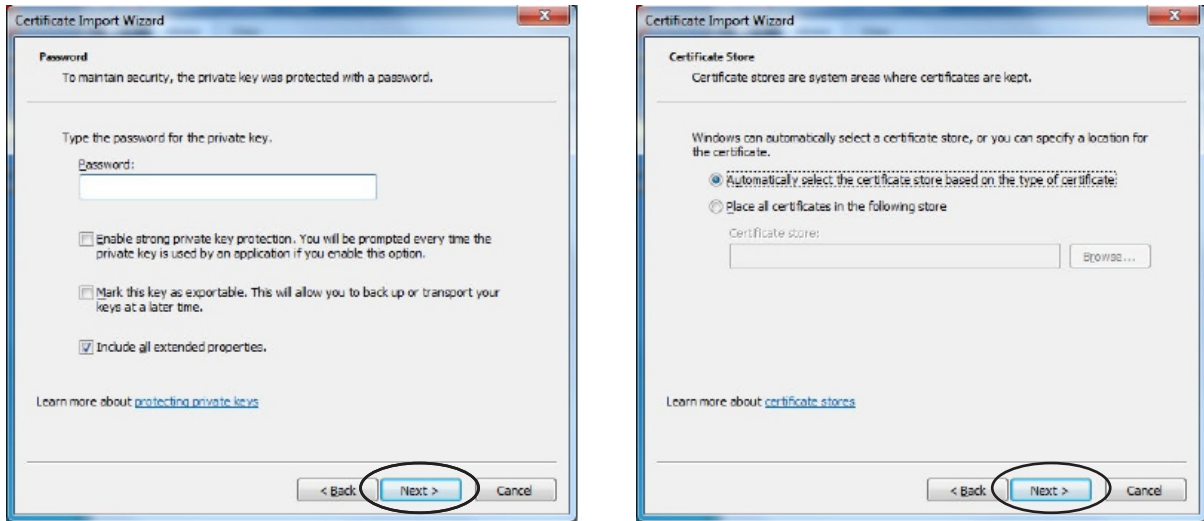 Certificate Import Wizard
Password
To maintain security, the private key was protected with a password.
Type the password for the private key.
Password:
Enable strong private key protection. You will be prompted every time the
private key is used by an application if you enable this option.
Mark this key as exportable. This will allow you to back up or transport your
keys at a later time.
Include all extended properties.
Learn more about protecting private keys
< Back
Next >
Cancel
Certificate Import Wizard
Certificate Store
Certificate stores are system areas where certificates are kept.
Windows can automatically select a certificate store, or you can specify a location for
the certificate.
Automatically select the certificate store based on the type of certificate
Place all certificates in the following store
Certificate store:
Browse...
Learn more about certificate stores
< Back
Next >
Cancel